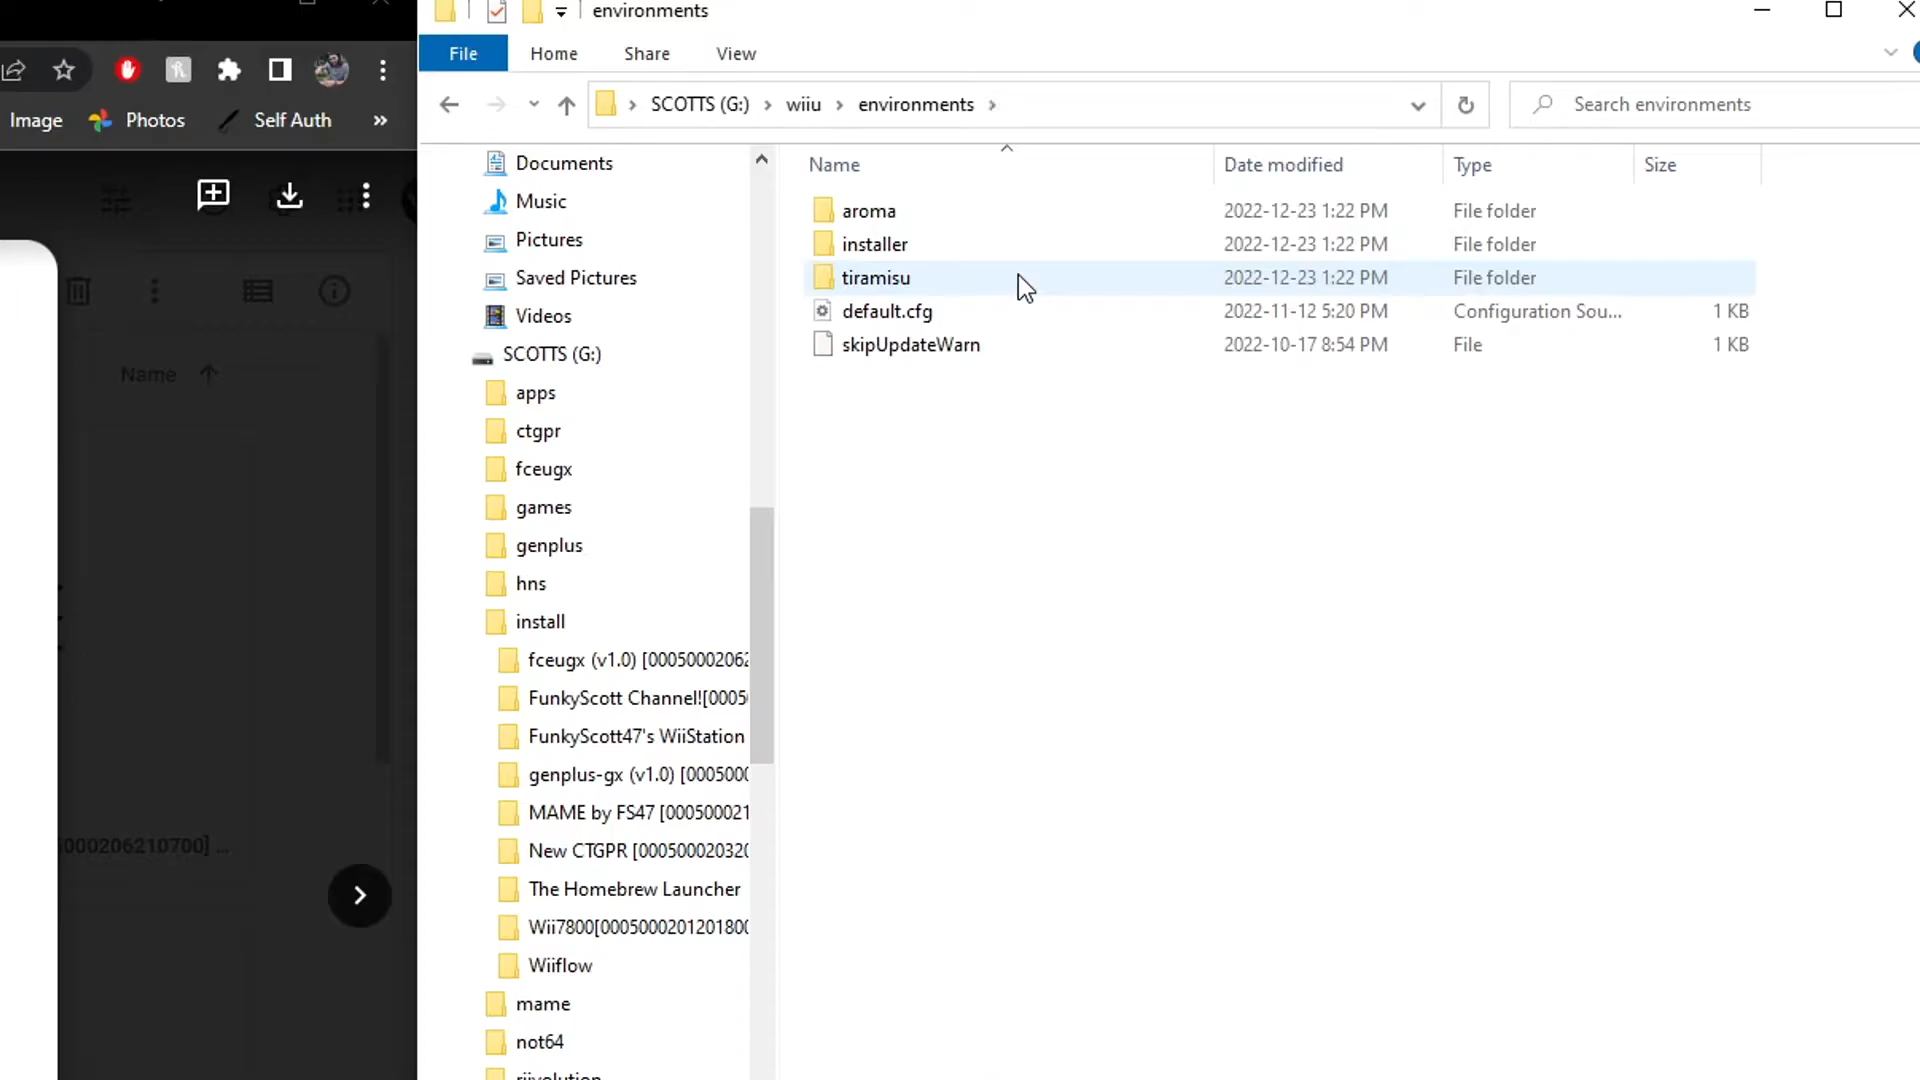 environments
File Home Share View
SCOTTS (G:) wiiu environments
Search environments
Image Photos Self Auth »
Name
000206210700] ...
Documents
Music
Pictures
Saved Pictures
Videos
SCOTTS (G:)
apps
ctgpr
fceugx
games
genplus
hns
install
fceugx (v1.0) [0005000206
FunkyScott Channel![0005
FunkyScott47's WiiStation
genplus-gx (v1.0) [000500
MAME by FS47 [000500021
New CTGPR [000500020320
The Homebrew Launcher
Wii7800[000500020120180
Wiiflow
mame
not64
Name Date modified Type Size
aroma 2022-12-23 1:22 PM File folder
installer 2022-12-23 1:22 PM File folder
tiramisu 2022-12-23 1:22 PM File folder
default.cfg 2022-11-12 5:20 PM Configuration Sou... 1 KB
skipUpdateWarn 2022-10-17 8:54 PM File 1 KB